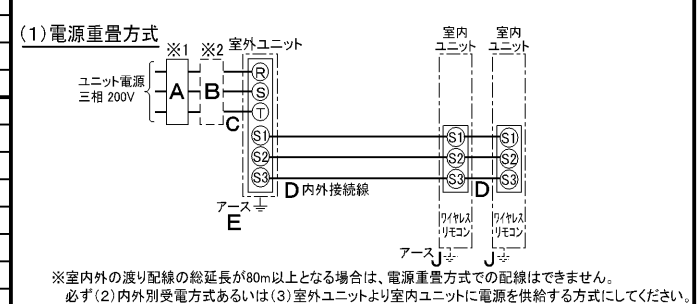 (1)電源重畳方式
※1 ※2 室外ユニット
室内ユニット
室内ユニット
ユニット電源
三相 200V
A
B
C
R
S
T
S1
S2
S3
D 内外接続線
アース
E
S1
S2
S3
D
S1
S2
S3
ワイヤレス
リモコン
ワイヤレス
リモコン
アース J
J
※室内外の渡り配線の総延長が80m以上となる場合は、電源重畳方式での配線はできません。
必ず(2)内外別受電方式あるいは(3)室外ユニットより室内ユニットに電源を供給する方式にしてください。